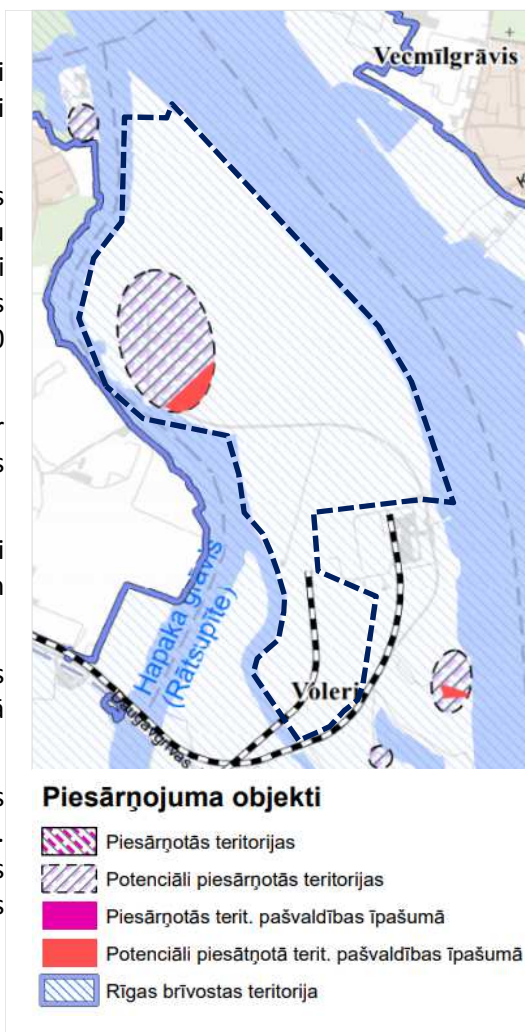 Vecmīlgrāvis
Hapaka grāvis
(Rātsupīte)
Voleri
Daugavgrīvas
Piesārņojuma objekti
Piesārņotās teritorijas
Potenciāli piesārņotās teritorijas
Piesārņotās terit. pašvaldības īpašumā
Potenciāli piesātņotā terit. pašvaldības īpašumā
Rīgas brīvostas teritorija